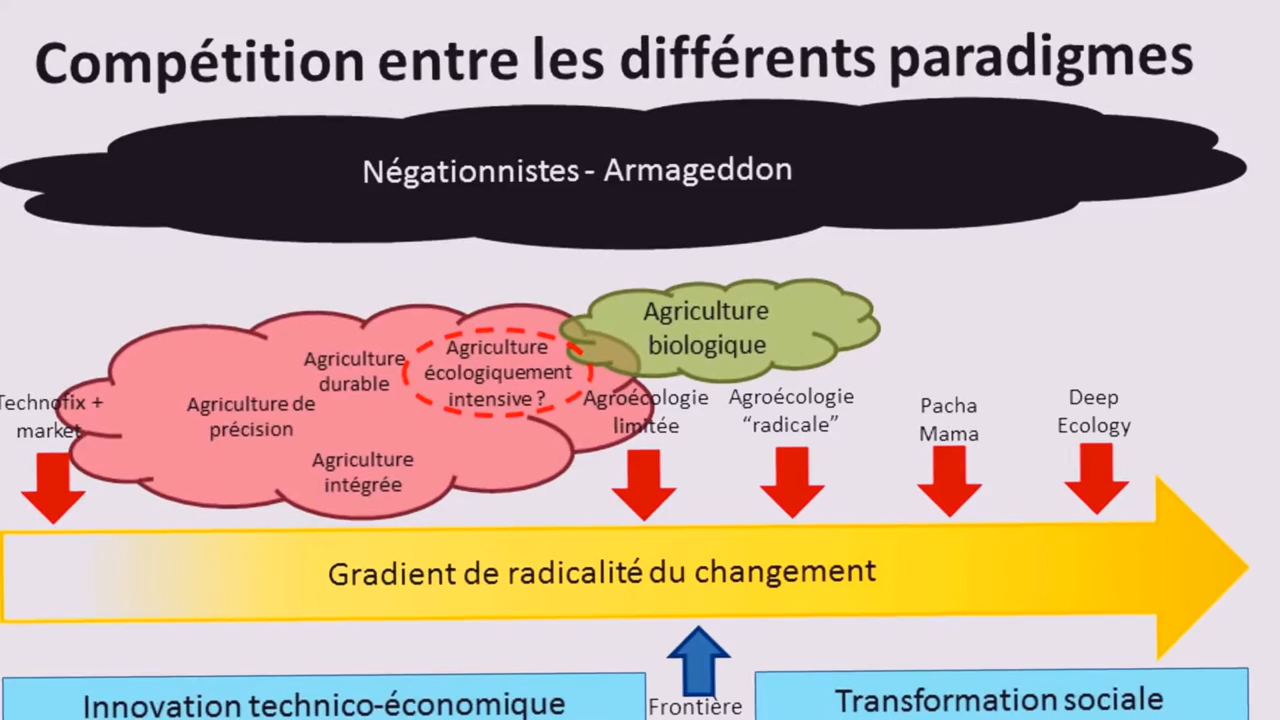 Compétition entre les différents paradigmes
Négationnistes - Armageddon
Agriculture
biologique
Agriculture
durable
Agriculture
écologiquement
intensive ?
Technofix +
market
Agriculture de
précision
Agriculture
intégrée
Agroécologie
limitée
Agroécologie
“radicale”
Pacha
Mama
Deep
Ecology
Gradient de radicalité du changement
Innovation technico-économique
Frontière
Transformation sociale